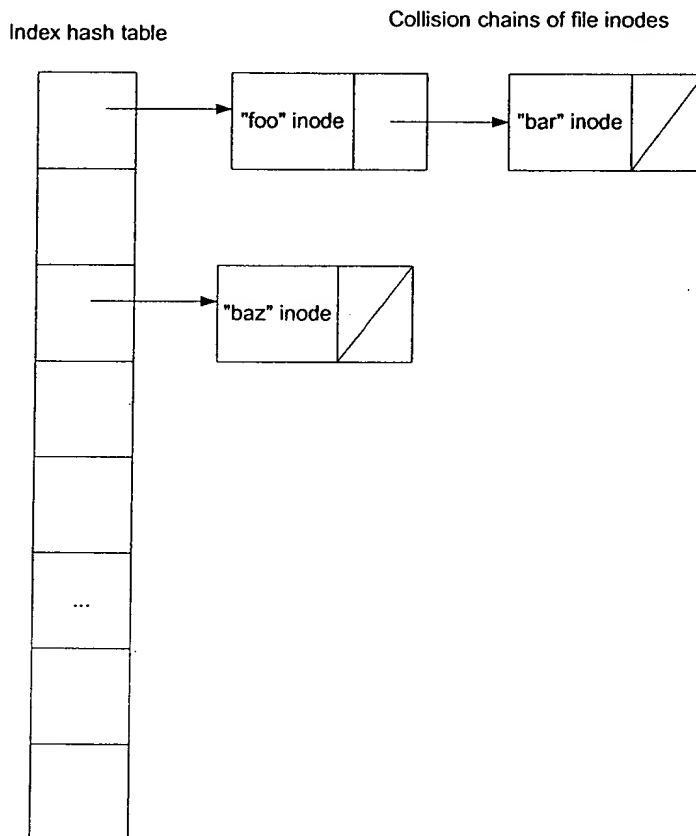 Index hash table
Collision chains of file inodes
"foo" inode
"bar" inode
"baz" inode
...